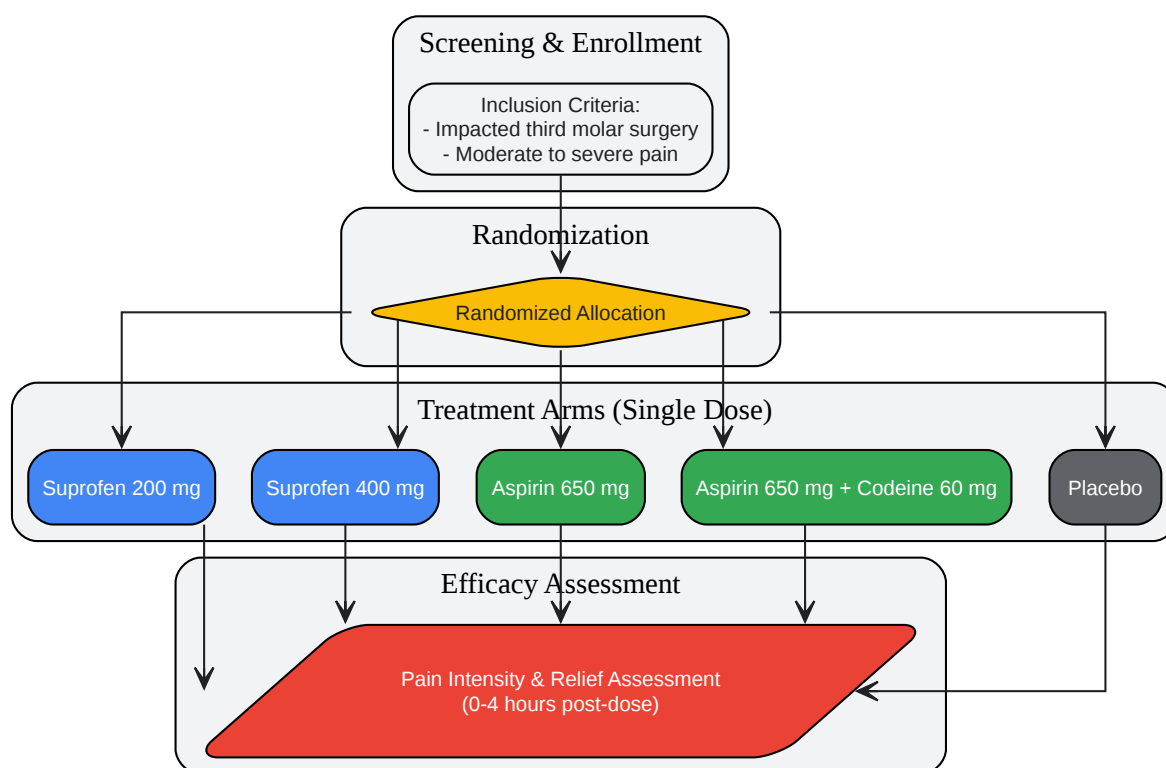 Screening & Enrollment
Inclusion Criteria:
- Impacted third molar surgery
- Moderate to severe pain
Randomization
Randomized Allocation
Treatment Arms (Single Dose)
Suprofen 200 mg
Suprofen 400 mg
Aspirin 650 mg
Aspirin 650 mg + Codeine 60 mg
Placebo
Efficacy Assessment
Pain Intensity & Relief Assessment
(0-4 hours post-dose)